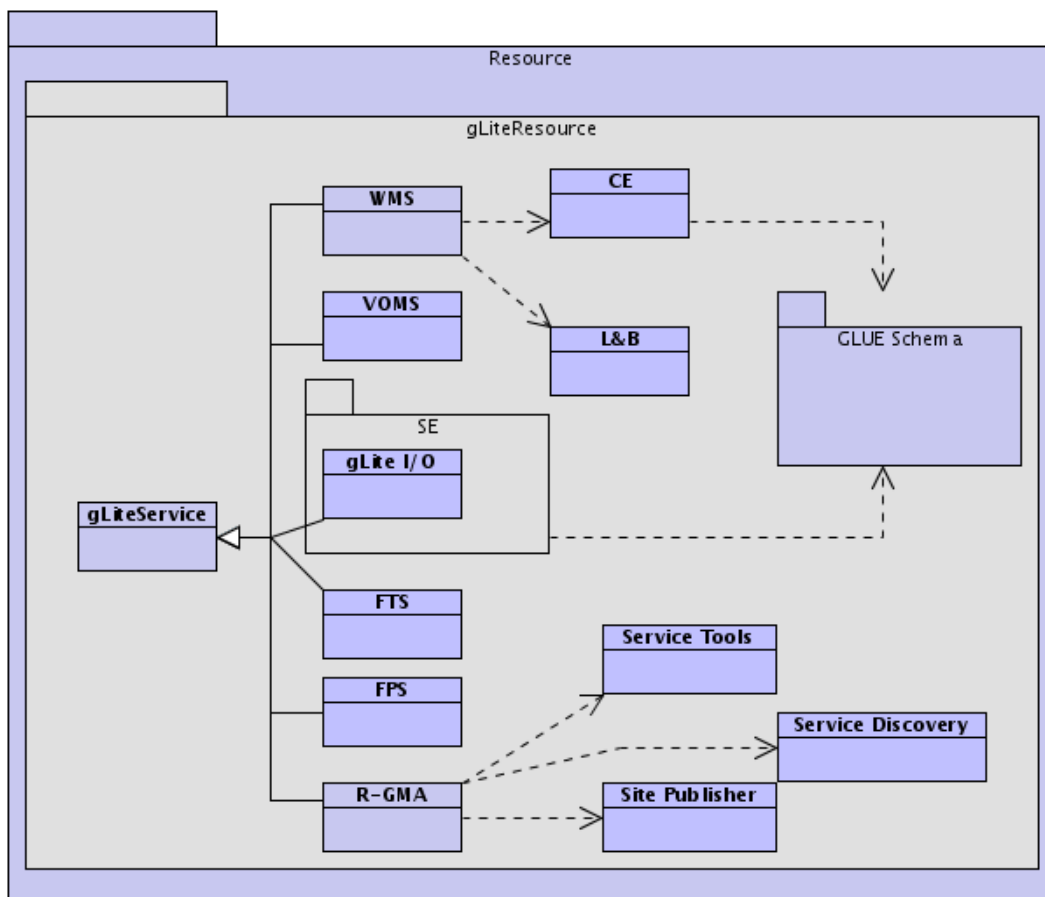 Resource
gLiteResource
WMS
CE
VOMS
L&B
GLUE Schema
SE
gLite I/O
gLiteService
FTS
Service Tools
FPS
Service Discovery
R-GMA
Site Publisher